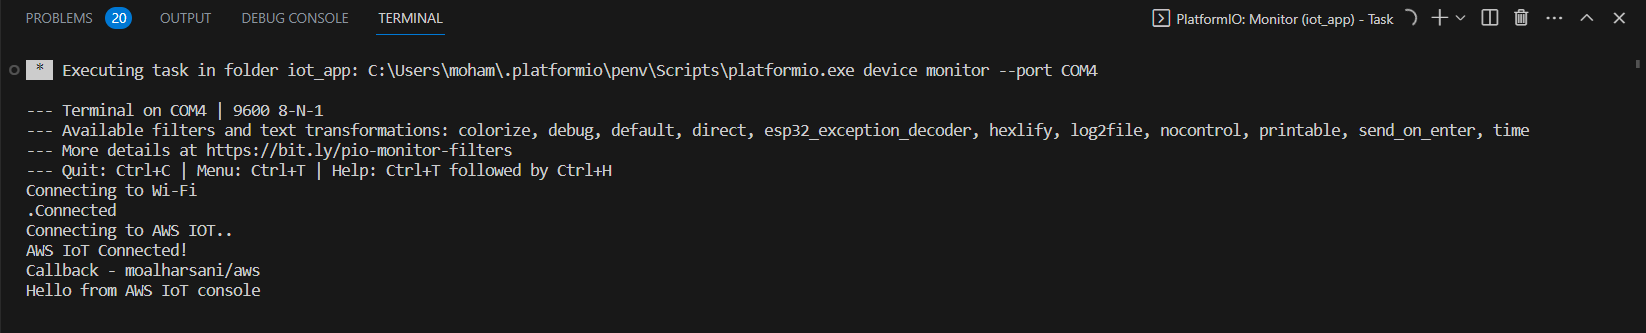 PROBLEMS 20 OUTPUT DEBUG CONSOLE TERMINAL PlatformIO: Monitor (iot_app) - Task
* Executing task in folder iot_app: C:\Users\moham\.platformio\penv\Scripts\platformio.exe device monitor --port COM4
--- Terminal on COM4 | 9600 8-N-1
--- Available filters and text transformations: colorize, debug, default, direct, esp32_exception_decoder, hexlify, log2file, nocontrol, printable, send_on_enter, time
--- More details at https://bit.ly/pio-monitor-filters
--- Quit: Ctrl+C | Menu: Ctrl+T | Help: Ctrl+T followed by Ctrl+H
Connecting to Wi-Fi
.Connected
Connecting to AWS IOT..
AWS IoT Connected!
Callback - moalharsani/aws
Hello from AWS IoT console